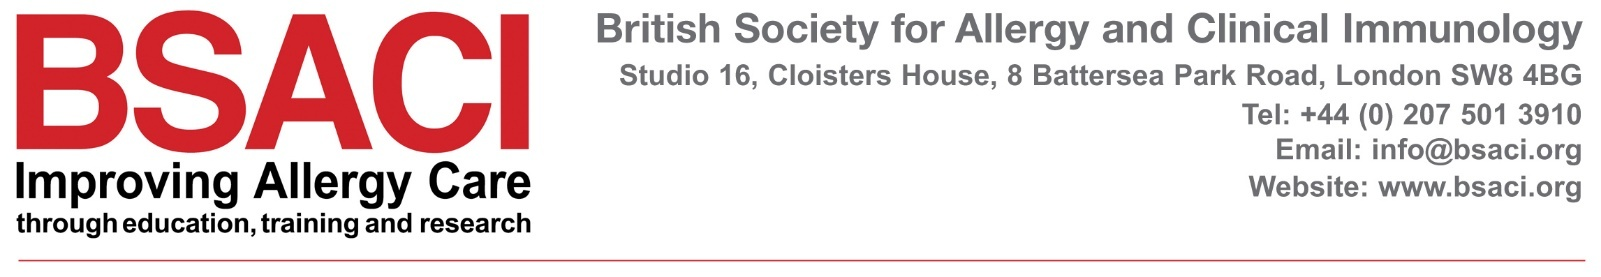 BSACI
Improving Allergy Care
through education, training and research
British Society for Allergy and Clinical Immunology
Studio 16, Cloisters House, 8 Battersea Park Road, London SW8 4BG
Tel: +44 (0) 207 501 3910
Email: info@bsaci.org
Website: www.bsaci.org